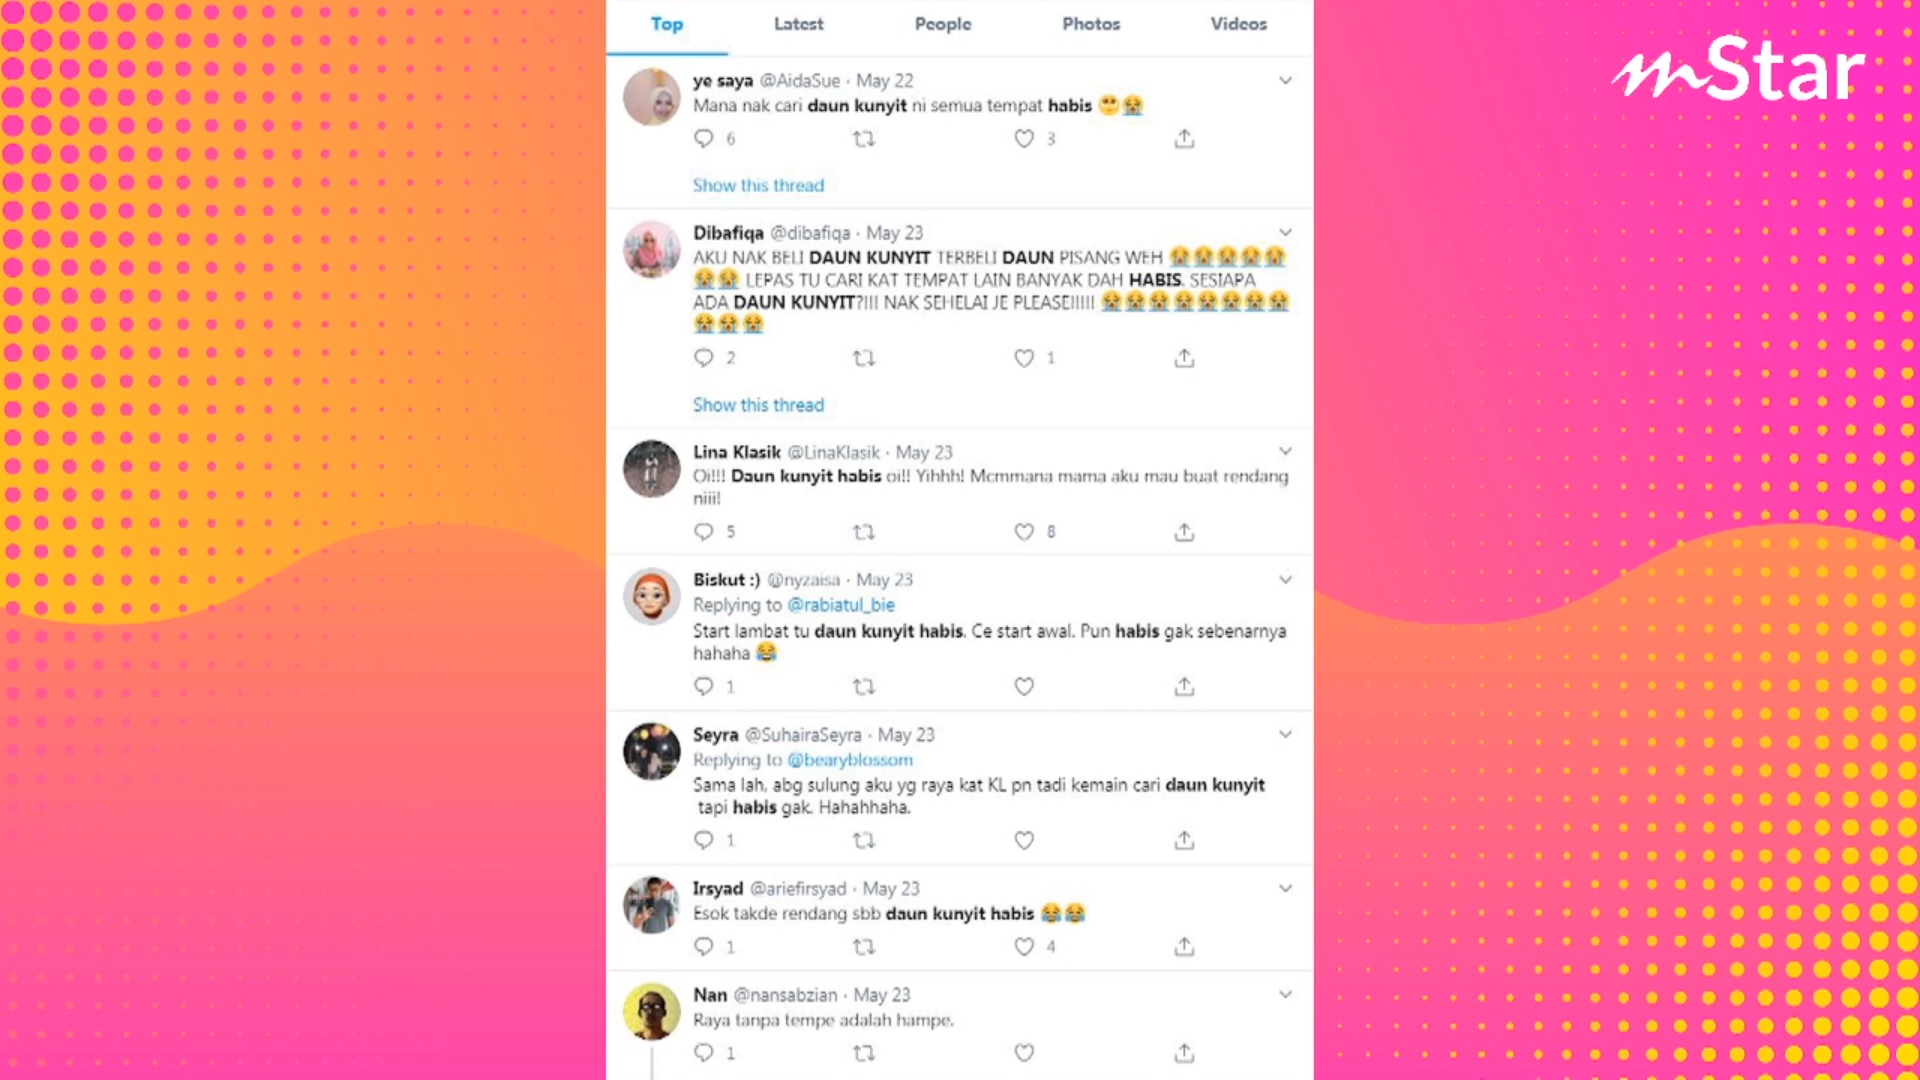 Top Latest People Photos Videos
mStar
ye saya @AidaSue · May 22
Mana nak cari daun kunyit ni semua tempat habis 🥺😭
6 3
Show this thread
Dibafiqa @dibafiqa · May 23
AKU NAK BELI DAUN KUNYIT TERBELI DAUN PISANG WEH 😭😭😭😭😭
😭😭 LEPAS TU CARI KAT TEMPAT LAIN BANYAK DAH HABIS. SESIAPA
ADA DAUN KUNYIT?!!! NAK SEHELAI JE PLEASE!!!!! 😭😭😭😭😭😭😭😭
😭😭😭
2 1
Show this thread
Lina Klasik @LinaKlasik · May 23
Oi!!! Daun kunyit habis oi!! Yihhh! Mcmmana mama aku mau buat rendang
niii!
5 8
Biskut :) @nyzaisa · May 23
Replying to @rabiatul_bie
Start lambat tu daun kunyit habis. Ce start awal. Pun habis gak sebenarnya
hahaha 😂
1
Seyra @SuhairaSeyra · May 23
Replying to @bearyblossom
Sama lah, abg sulung aku yg raya kat KL pn tadi kemain cari daun kunyit
tapi habis gak. Hahahhaha.
1
Irsyad @ariefirsyad · May 23
Esok takde rendang sbb daun kunyit habis 😂😂
1 4
Nan @nansabzian · May 23
Raya tanpa tempe adalah hampe.
1